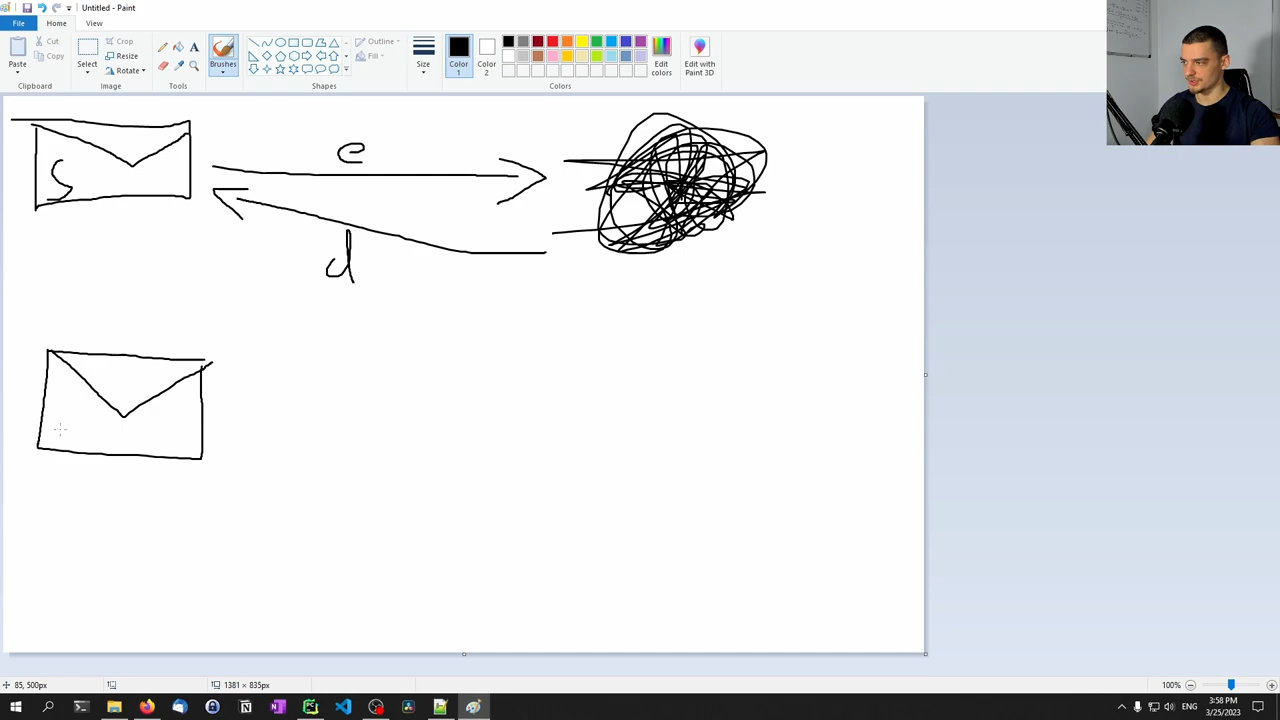 Untitled - Paint
File Home View
Paste
Cut
Copy
Clipboard
Select
Crop
Resize
Rotate
Image
A
Tools
Brushes
Outline
Fill
Shapes
Size
Color
1
Color
2
Edit
colors
Edit with
Paint 3D
Colors
S
e
d
85, 500px
1381 × 835px
100%
ENG
3:58 PM
3/25/2023